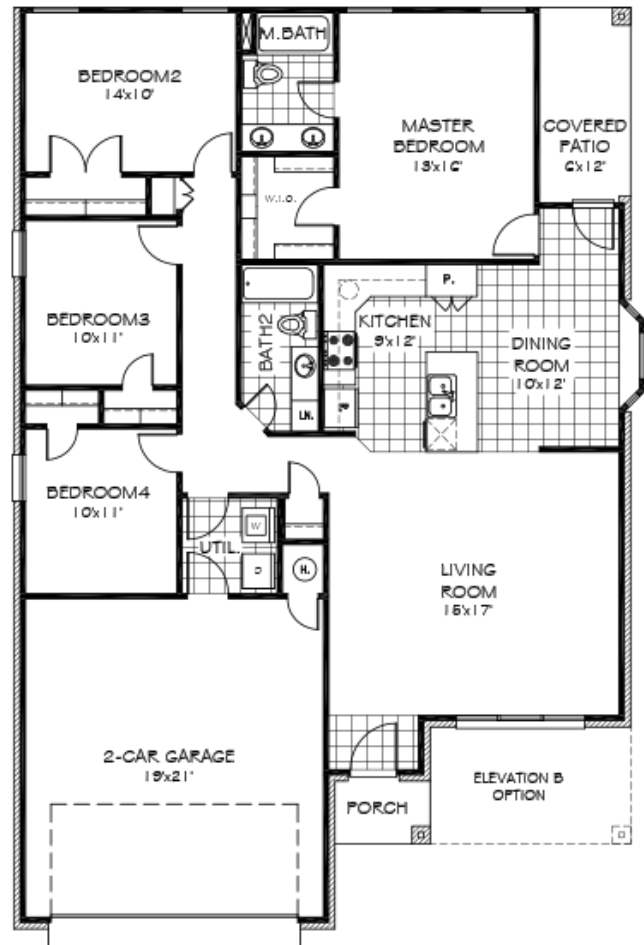 M.BATH
BEDROOM2
14'x10'
MASTER
BEDROOM
13'x16'
COVERED
PATIO
6'x12'
W.I.C.
P.
BEDROOM3
10'x11'
BATH2
KITCHEN
9'x12'
DINING
ROOM
10'x12'
LN.
R.
BEDROOM4
10'x11'
W
UTIL.
D
H.
LIVING
ROOM
15'x17'
2-CAR GARAGE
19'x21'
PORCH
ELEVATION B
OPTION